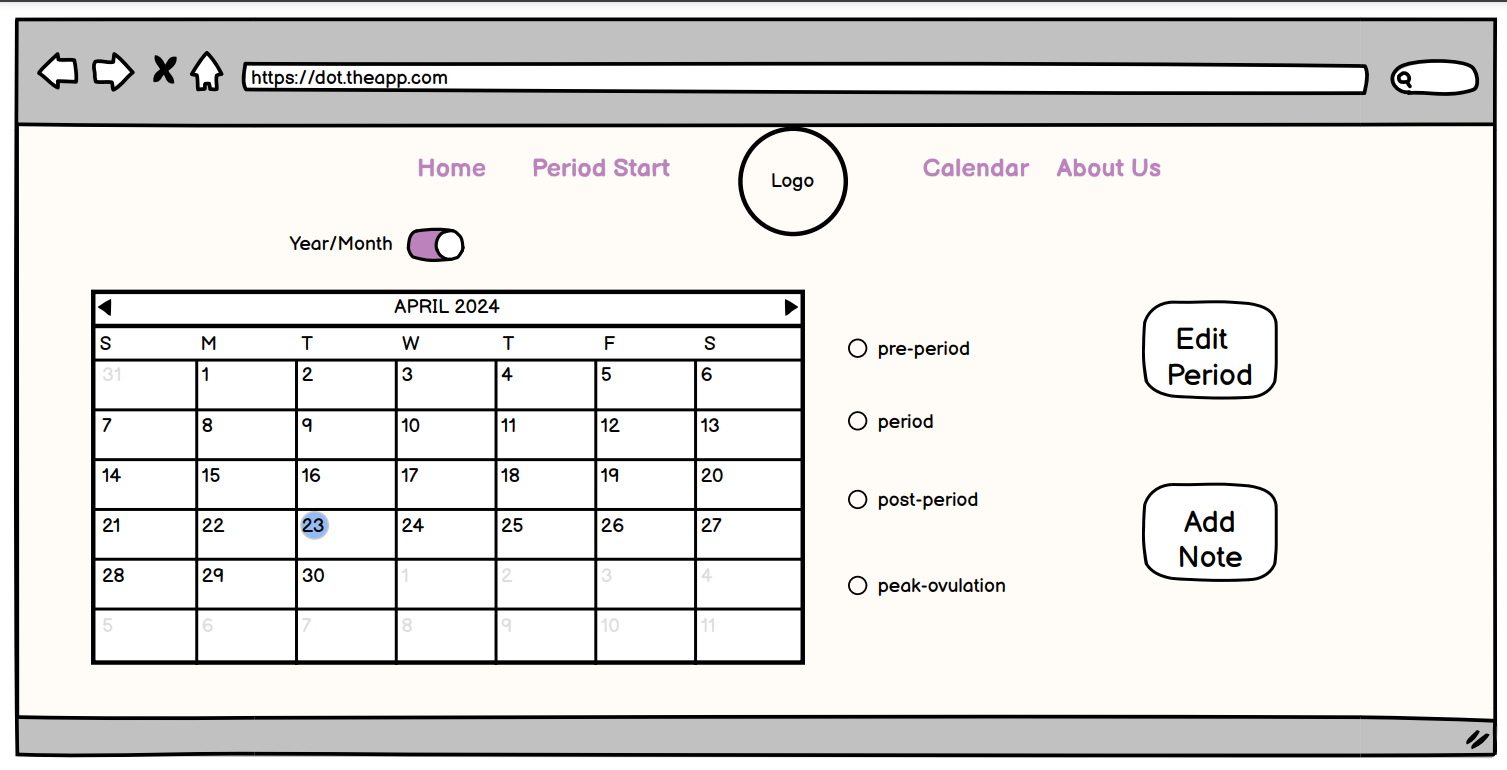 https://dot.theapp.com
Home Period Start Logo Calendar About Us
Year/Month
APRIL 2024
S M T W T F S
31 1 2 3 4 5 6
7 8 9 10 11 12 13
14 15 16 17 18 19 20
21 22 23 24 25 26 27
28 29 30 1 2 3 4
5 6 7 8 9 10 11
pre-period
period
post-period
peak-ovulation
Edit
Period
Add
Note